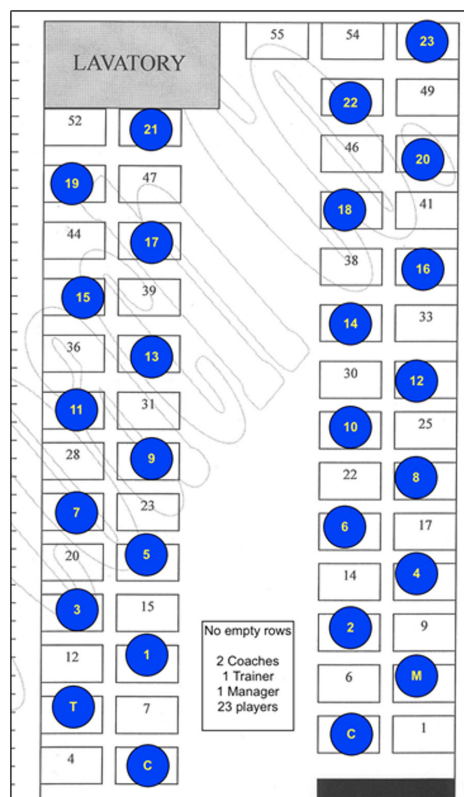 55 54 23
LAVATORY
22 49
52 21
46 20
19 47
18 41
44 17
38 16
15 39
14 33
36 13
30 12
11 31
10 25
28 9
22 8
7 23
6 17
20 5
14 4
3 15
2 9
No empty rows
2 Coaches
1 Trainer
1 Manager
23 players
12 1
6 M
T 7
C 1
4 C